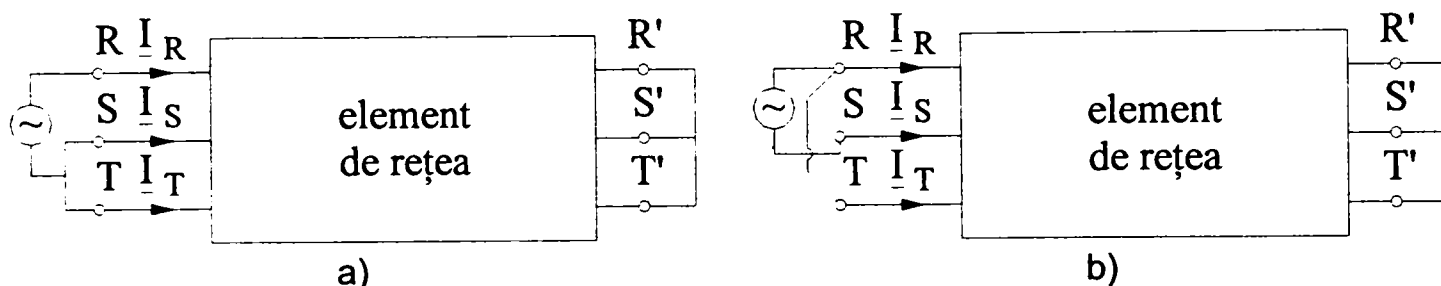 R I R
R'
S I S
S'
T I T
T'
element
de rețea
a)
R I R
R'
S I S
S'
T I T
T'
element
de rețea
b)